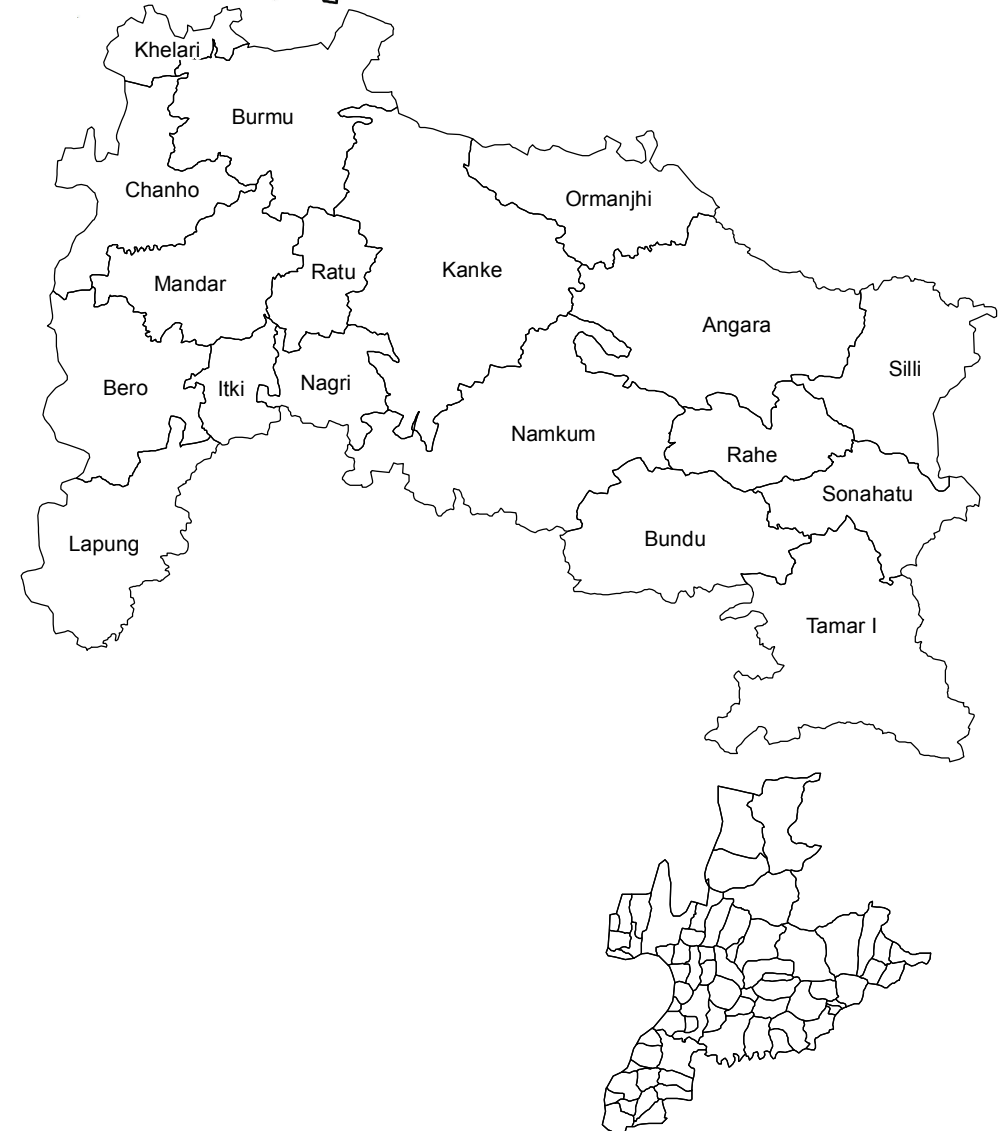 Khelari
Burmu
Chanho
Ormanjhi
Mandar
Ratu
Kanke
Angara
Silli
Bero
Itki
Nagri
Namkum
Rahe
Sonahatu
Lapung
Bundu
Tamar I